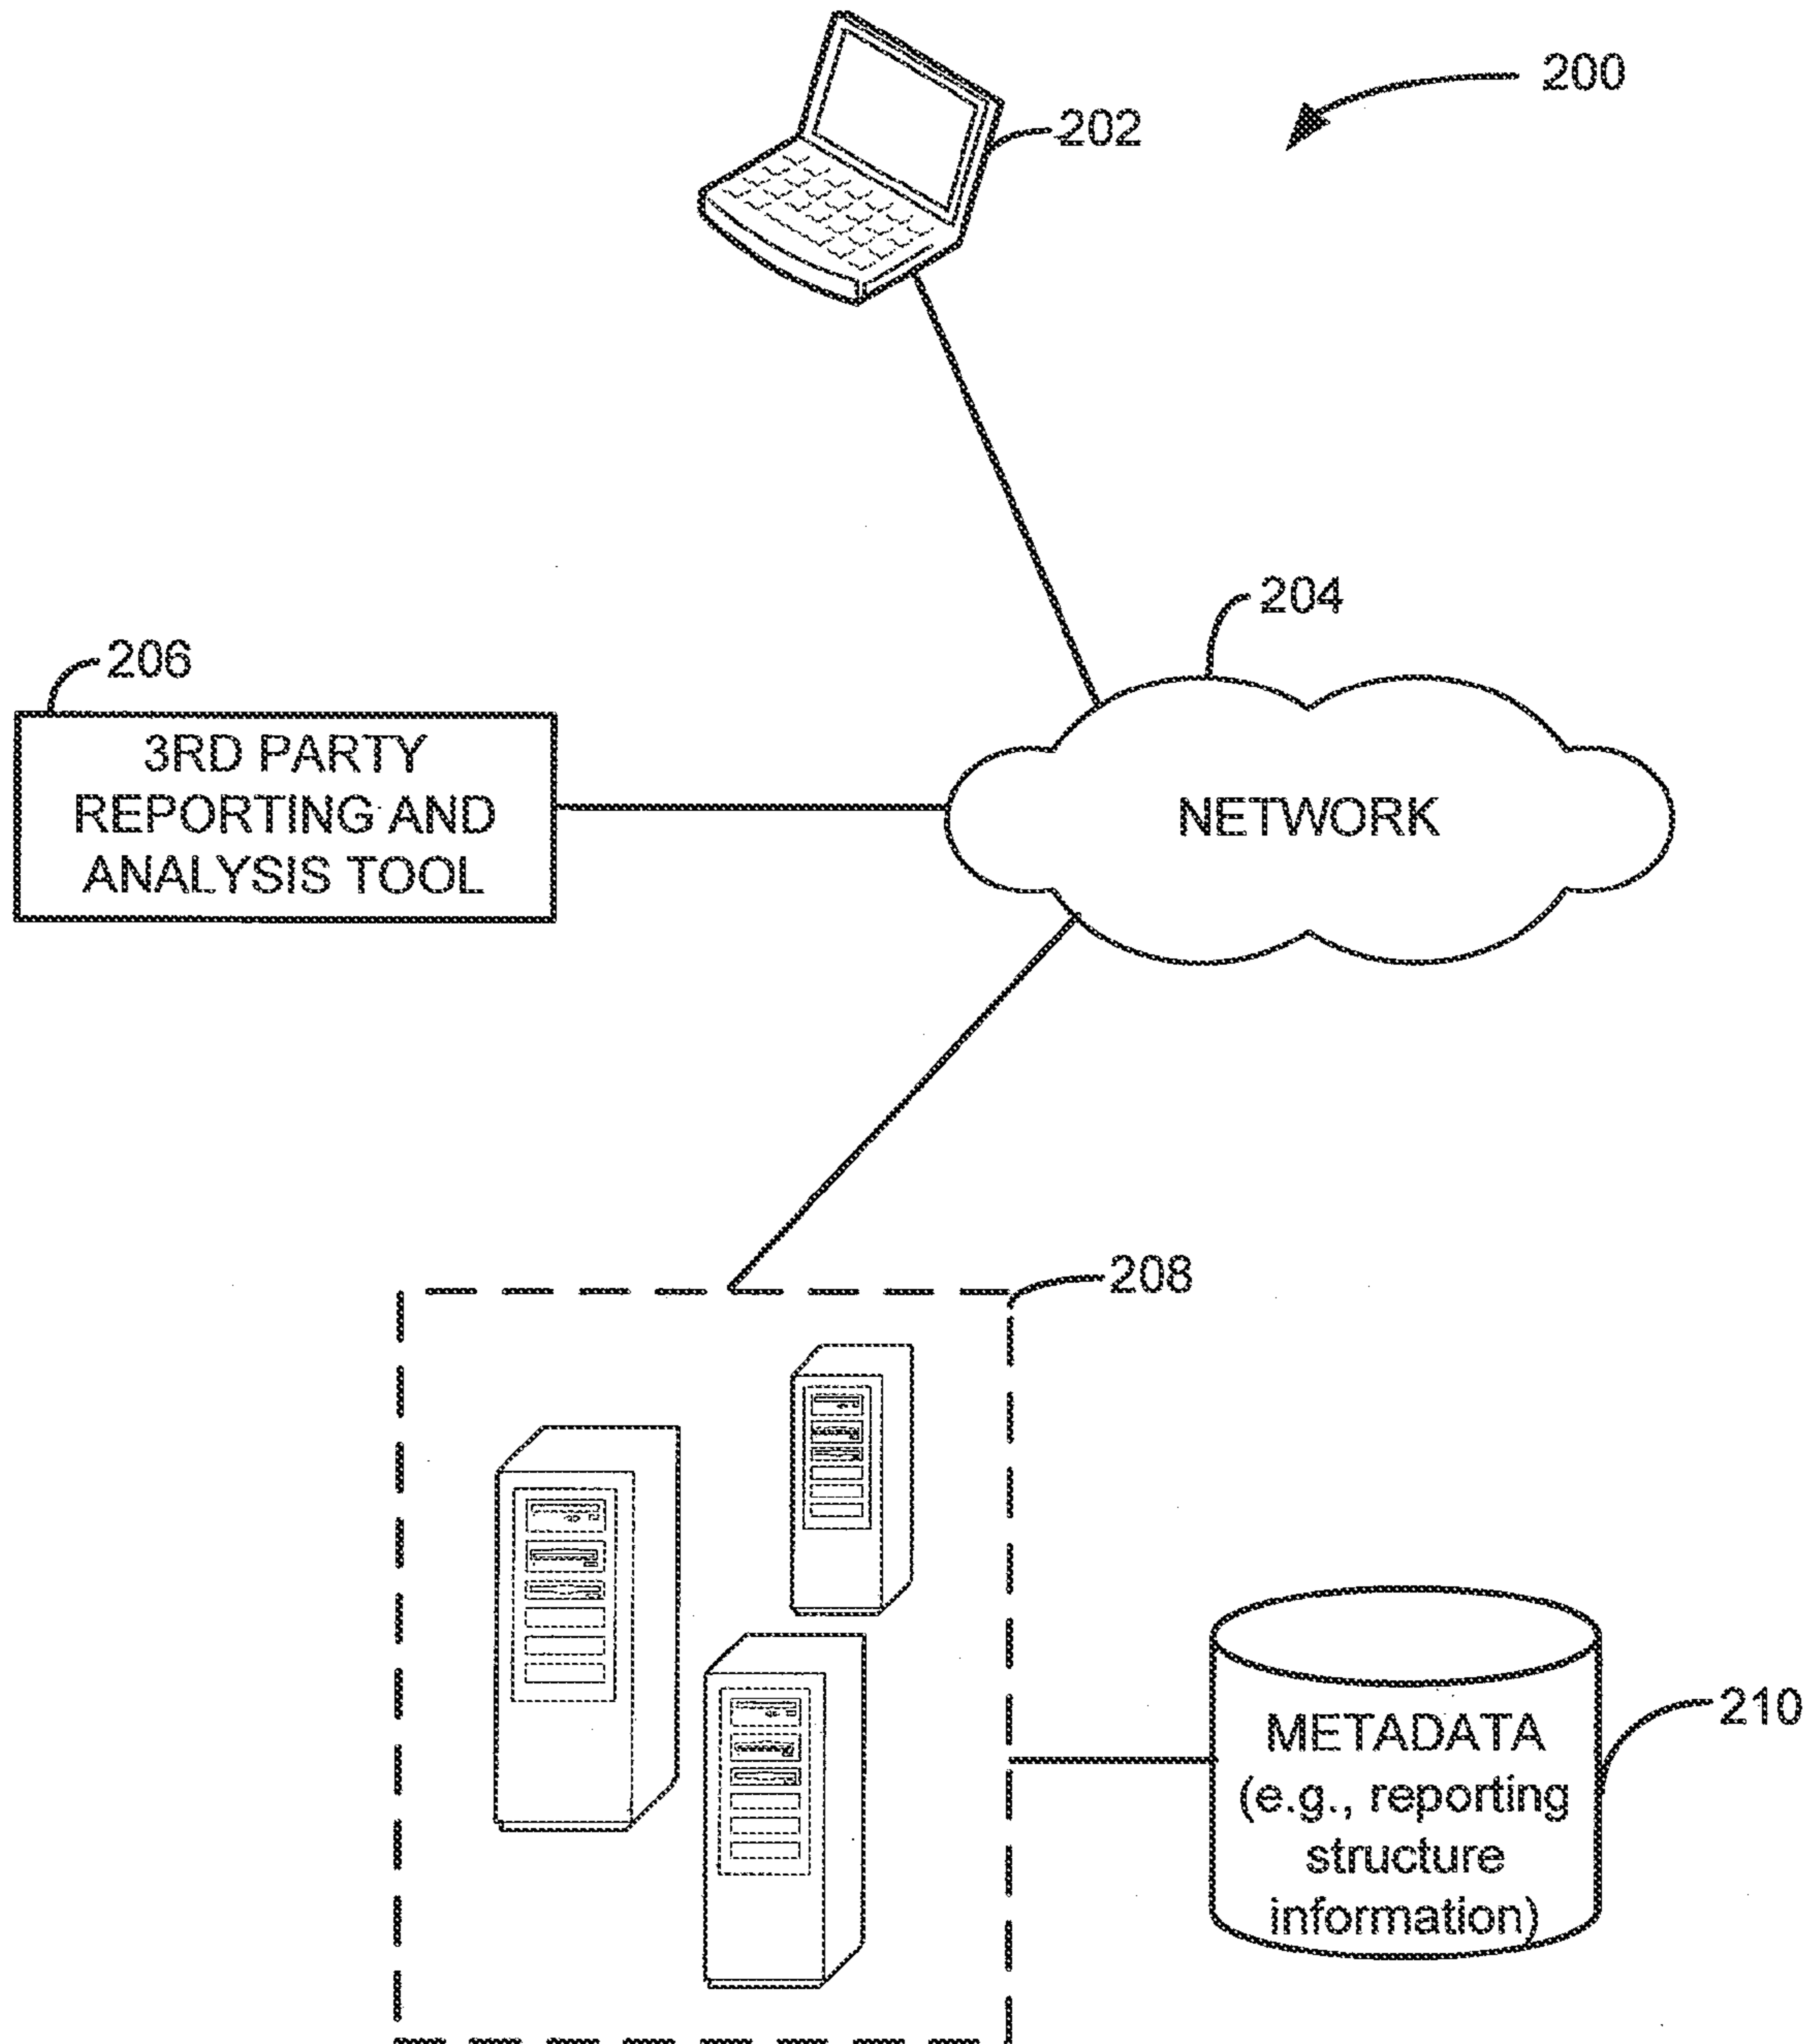 200
202
204
206
3RD PARTY
REPORTING AND
ANALYSIS TOOL
NETWORK
208
210
METADATA
(e.g., reporting
structure
information)